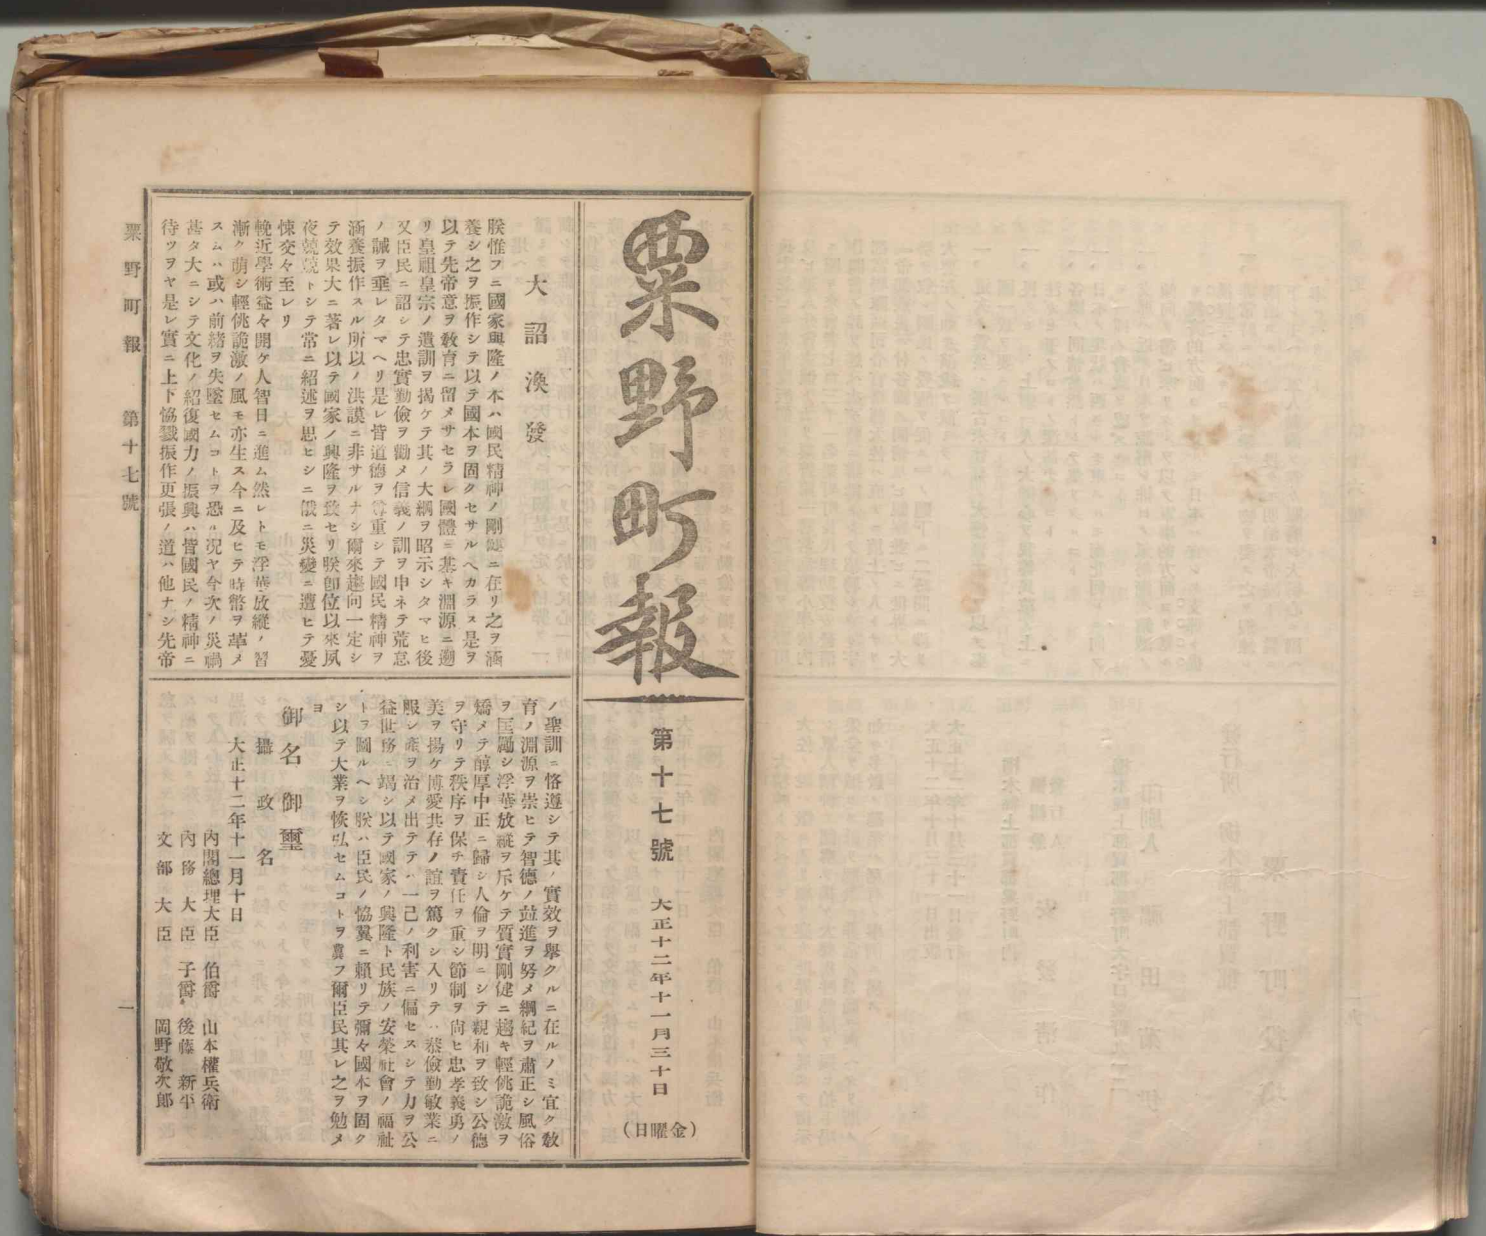 粟野町報
第十七號
大正十二年十一月三十日
(金曜日)
大詔渙發
朕惟フニ國家興隆ノ本ハ國民精神ノ剛健ニ在リ之ヲ涵
養シ之ヲ振作シテ以テ國本ヲ固クセサルヘカラス是ヲ
以テ先帝意ヲ敎育ニ留メサセラレ國體ニ基キ淵源ニ遡
リ皇祖皇宗ノ遺訓ヲ揭ケテ其ノ大綱ヲ昭示シタマヒ後
又臣民ニ詔シテ忠實勤儉ヲ勸メ信義ノ訓ヲ申ネテ荒怠
ノ誡ヲ垂レタマヘリ是レ皆道德ヲ尊重シテ國民精神ヲ
涵養振作スル所以ノ洪謨ニ非サルナシ爾來趨向一定シ
テ效果大ニ著レ以テ國家ノ興隆ヲ致セリ朕卽位以來夙
夜兢兢トシテ常ニ紹述ヲ思ヒシニ俄ニ災變ニ遭ヒテ憂
悚交々至レリ
輓近學術益々開ケ人智日ニ進ム然レトモ浮華放縱ノ習
漸ク萌シ輕佻詭激ノ風モ亦生ス今ニ及ヒテ時弊ヲ革メ
スムハ或ハ前緖ヲ失墜セムコトヲ恐ル況ヤ今次ノ災禍
甚タ大ニシテ文化ノ紹復國力ノ振興ハ皆國民ノ精神ニ
待ツヲヤ是レ實ニ上下協戮振作更張ノ道ハ他ナシ先帝
ノ聖訓ニ恪遵シテ其ノ實效ヲ擧クルニ在ルノミ宜ク敎
育ノ淵源ヲ崇ヒテ智德ノ竝進ヲ努メ綱紀ヲ肅正シ風俗
ヲ匡勵シ浮華放縱ヲ斥ケテ質實剛健ニ趨キ輕佻詭激ヲ
矯メテ醇厚中正ニ歸シ人倫ヲ明ニシテ親和ヲ致シ公德
ヲ守リテ秩序ヲ保チ責任ヲ重シ節制ヲ尙ヒ忠孝義勇ノ
美ヲ揚ケ博愛共存ノ誼ヲ篤クシ入リテハ恭儉勤敏業ニ
服シ產ヲ治メ出テテハ一己ノ利害ニ偏セスシテ力ヲ公
益世務ニ竭シ以テ國家ノ興隆ト民族ノ安榮社會ノ福祉
トヲ圖ルヘシ朕ハ臣民ノ協翼ニ賴リテ彌々國本ヲ固ク
シ以テ大業ヲ恢弘セムコトヲ冀フ爾臣民其レ之ヲ勉メ
ヨ
御名御璽
攝政名
大正十二年十一月十日
內閣總理大臣 伯爵 山本權兵衞
內務大臣 子爵 後藤新平
文部大臣 岡野敬次郎
粟野町報 第十七號 一